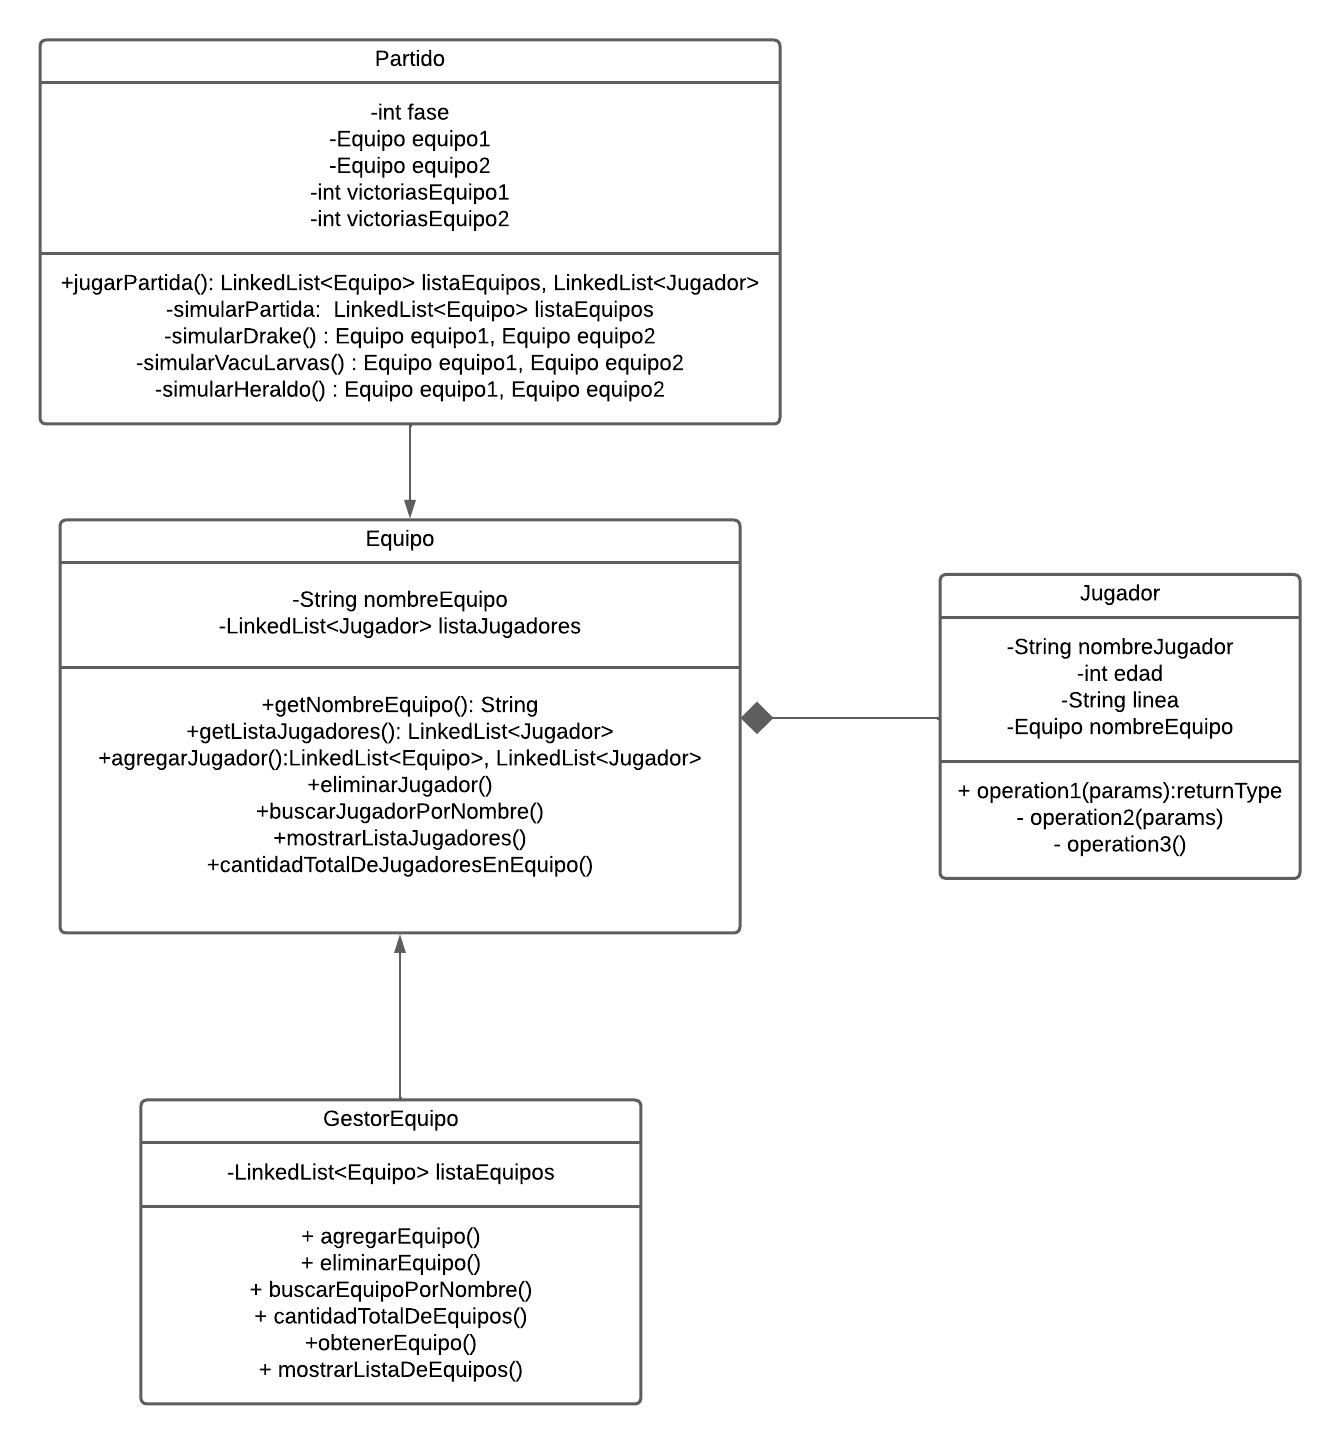 Partido
-int fase
-Equipo equipo1
-Equipo equipo2
-int victoriasEquipo1
-int victoriasEquipo2
+jugarPartida(): LinkedList<Equipo> listaEquipos, LinkedList<Jugador>
-simularPartida:  LinkedList<Equipo> listaEquipos
-simularDrake() : Equipo equipo1, Equipo equipo2
-simularVacuLarvas() : Equipo equipo1, Equipo equipo2
-simularHeraldo() : Equipo equipo1, Equipo equipo2
Equipo
-String nombreEquipo
-LinkedList<Jugador> listaJugadores
+getNombreEquipo(): String
+getListaJugadores(): LinkedList<Jugador>
+agregarJugador():LinkedList<Equipo>, LinkedList<Jugador>
+eliminarJugador()
+buscarJugadorPorNombre()
+mostrarListaJugadores()
+cantidadTotalDeJugadoresEnEquipo()
Jugador
-String nombreJugador
-int edad
-String linea
-Equipo nombreEquipo
+ operation1(params):returnType
- operation2(params)
- operation3()
GestorEquipo
-LinkedList<Equipo> listaEquipos
+ agregarEquipo()
+ eliminarEquipo()
+ buscarEquipoPorNombre()
+ cantidadTotalDeEquipos()
+obtenerEquipo()
+ mostrarListaDeEquipos()